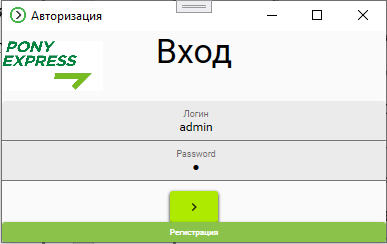 Авторизация
PONY
EXPRESS
Вход
Логин
admin
Password
Регистрация